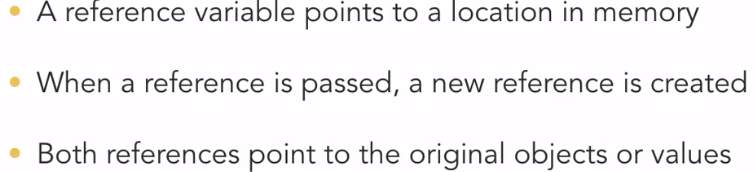 • A reference variable points to a location in memory
• When a reference is passed, a new reference is created
• Both references point to the original objects or values